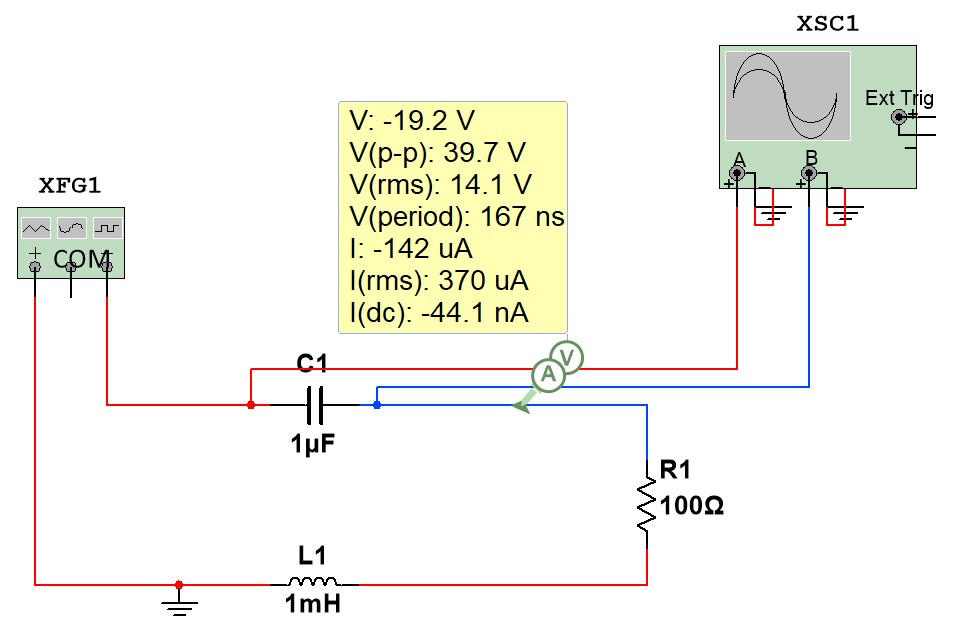 XSC1
Ext Trig
+
A
B
+
+
V: -19.2 V
V(p-p): 39.7 V
V(rms): 14.1 V
V(period): 167 ns
I: -142 uA
I(rms): 370 uA
I(dc): -44.1 nA
XFG1
+
COM
V
A
C1
1µF
R1
100Ω
L1
1mH